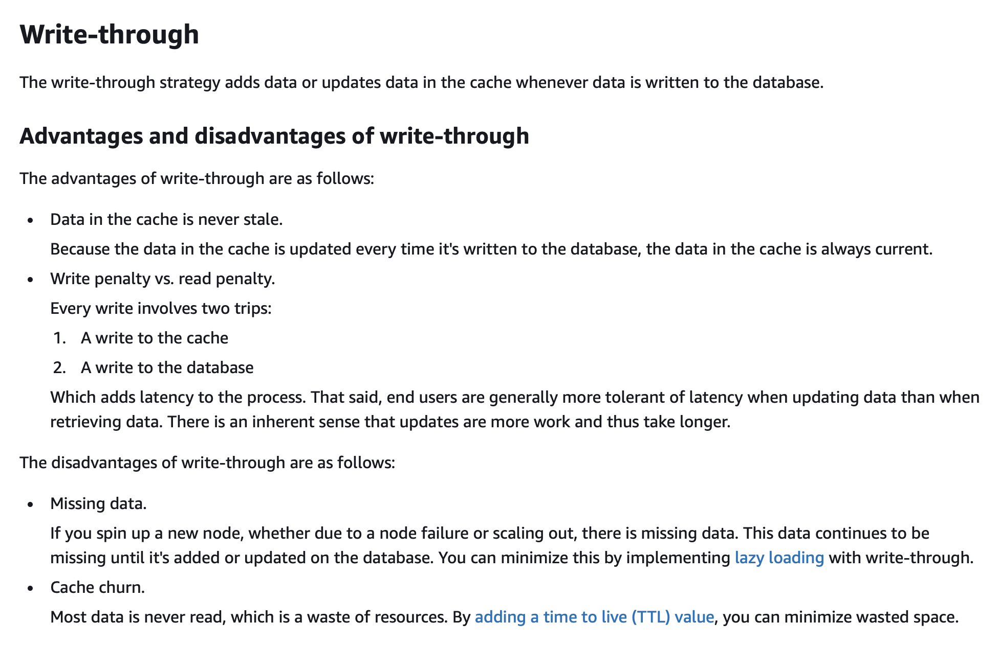 Write-through
The write-through strategy adds data or updates data in the cache whenever data is written to the database.
Advantages and disadvantages of write-through
The advantages of write-through are as follows:
• Data in the cache is never stale.
Because the data in the cache is updated every time it's written to the database, the data in the cache is always current.
• Write penalty vs. read penalty.
Every write involves two trips:
1. A write to the cache
2. A write to the database
Which adds latency to the process. That said, end users are generally more tolerant of latency when updating data than when
retrieving data. There is an inherent sense that updates are more work and thus take longer.
The disadvantages of write-through are as follows:
• Missing data.
If you spin up a new node, whether due to a node failure or scaling out, there is missing data. This data continues to be
missing until it's added or updated on the database. You can minimize this by implementing lazy loading with write-through.
• Cache churn.
Most data is never read, which is a waste of resources. By adding a time to live (TTL) value, you can minimize wasted space.